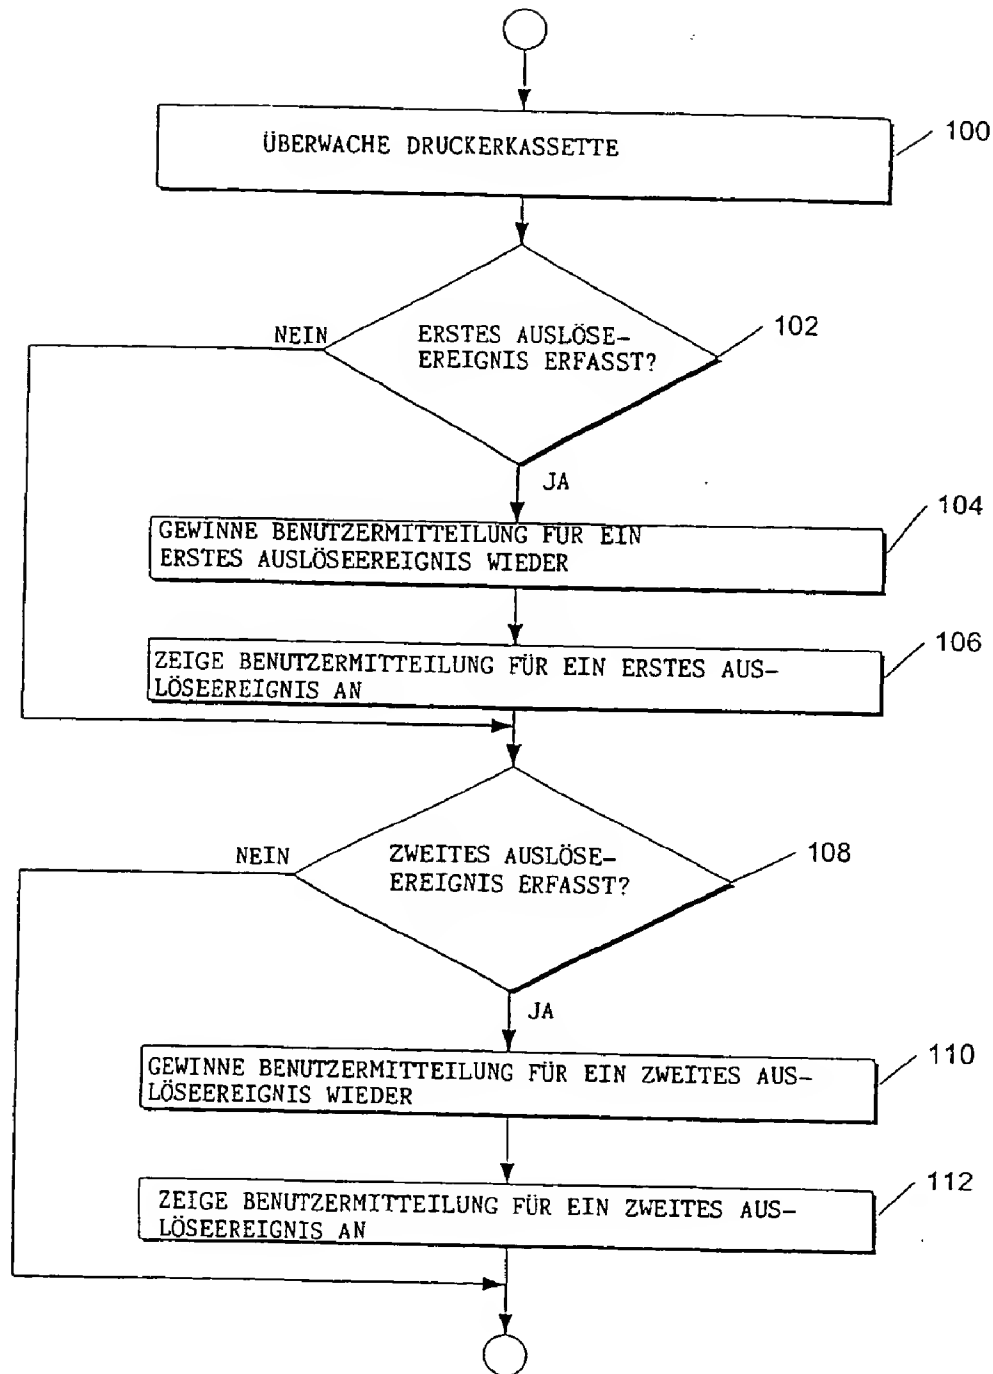 ÜBERWACHE DRUCKERKASSETTE
100
NEIN
ERSTES AUSLÖSE-
EREIGNIS ERFASST?
102
JA
GEWINNE BENUTZERMITTEILUNG FÜR EIN
ERSTES AUSLÖSEEREIGNIS WIEDER
104
ZEIGE BENUTZERMITTEILUNG FÜR EIN ERSTES AUS-
LÖSEEREIGNIS AN
106
NEIN
ZWEITES AUSLÖSE-
EREIGNIS ERFASST?
108
JA
GEWINNE BENUTZERMITTEILUNG FÜR EIN ZWEITES AUS-
LÖSEEREIGNIS WIEDER
110
ZEIGE BENUTZERMITTEILUNG FÜR EIN ZWEITES AUS-
LÖSEEREIGNIS AN
112